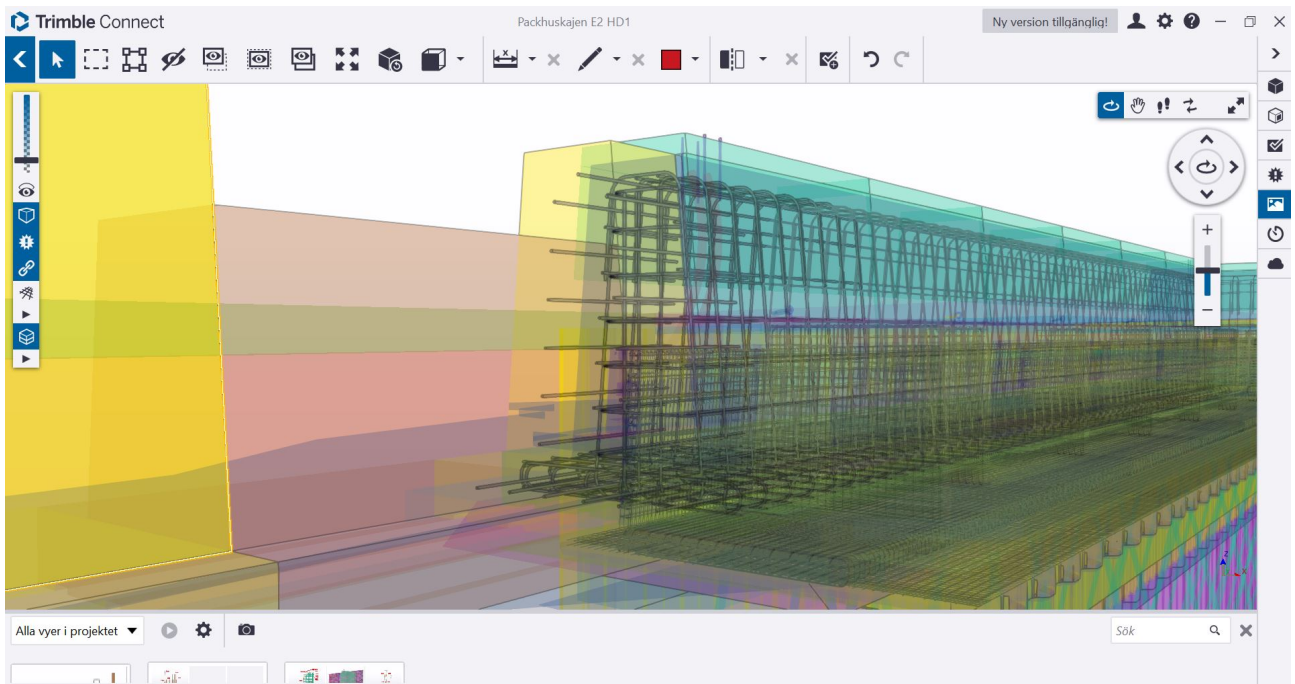 Trimble Connect
Packhuskajen E2 HD1
Ny version tillgänglig!
Alla vyer i projektet
Sök